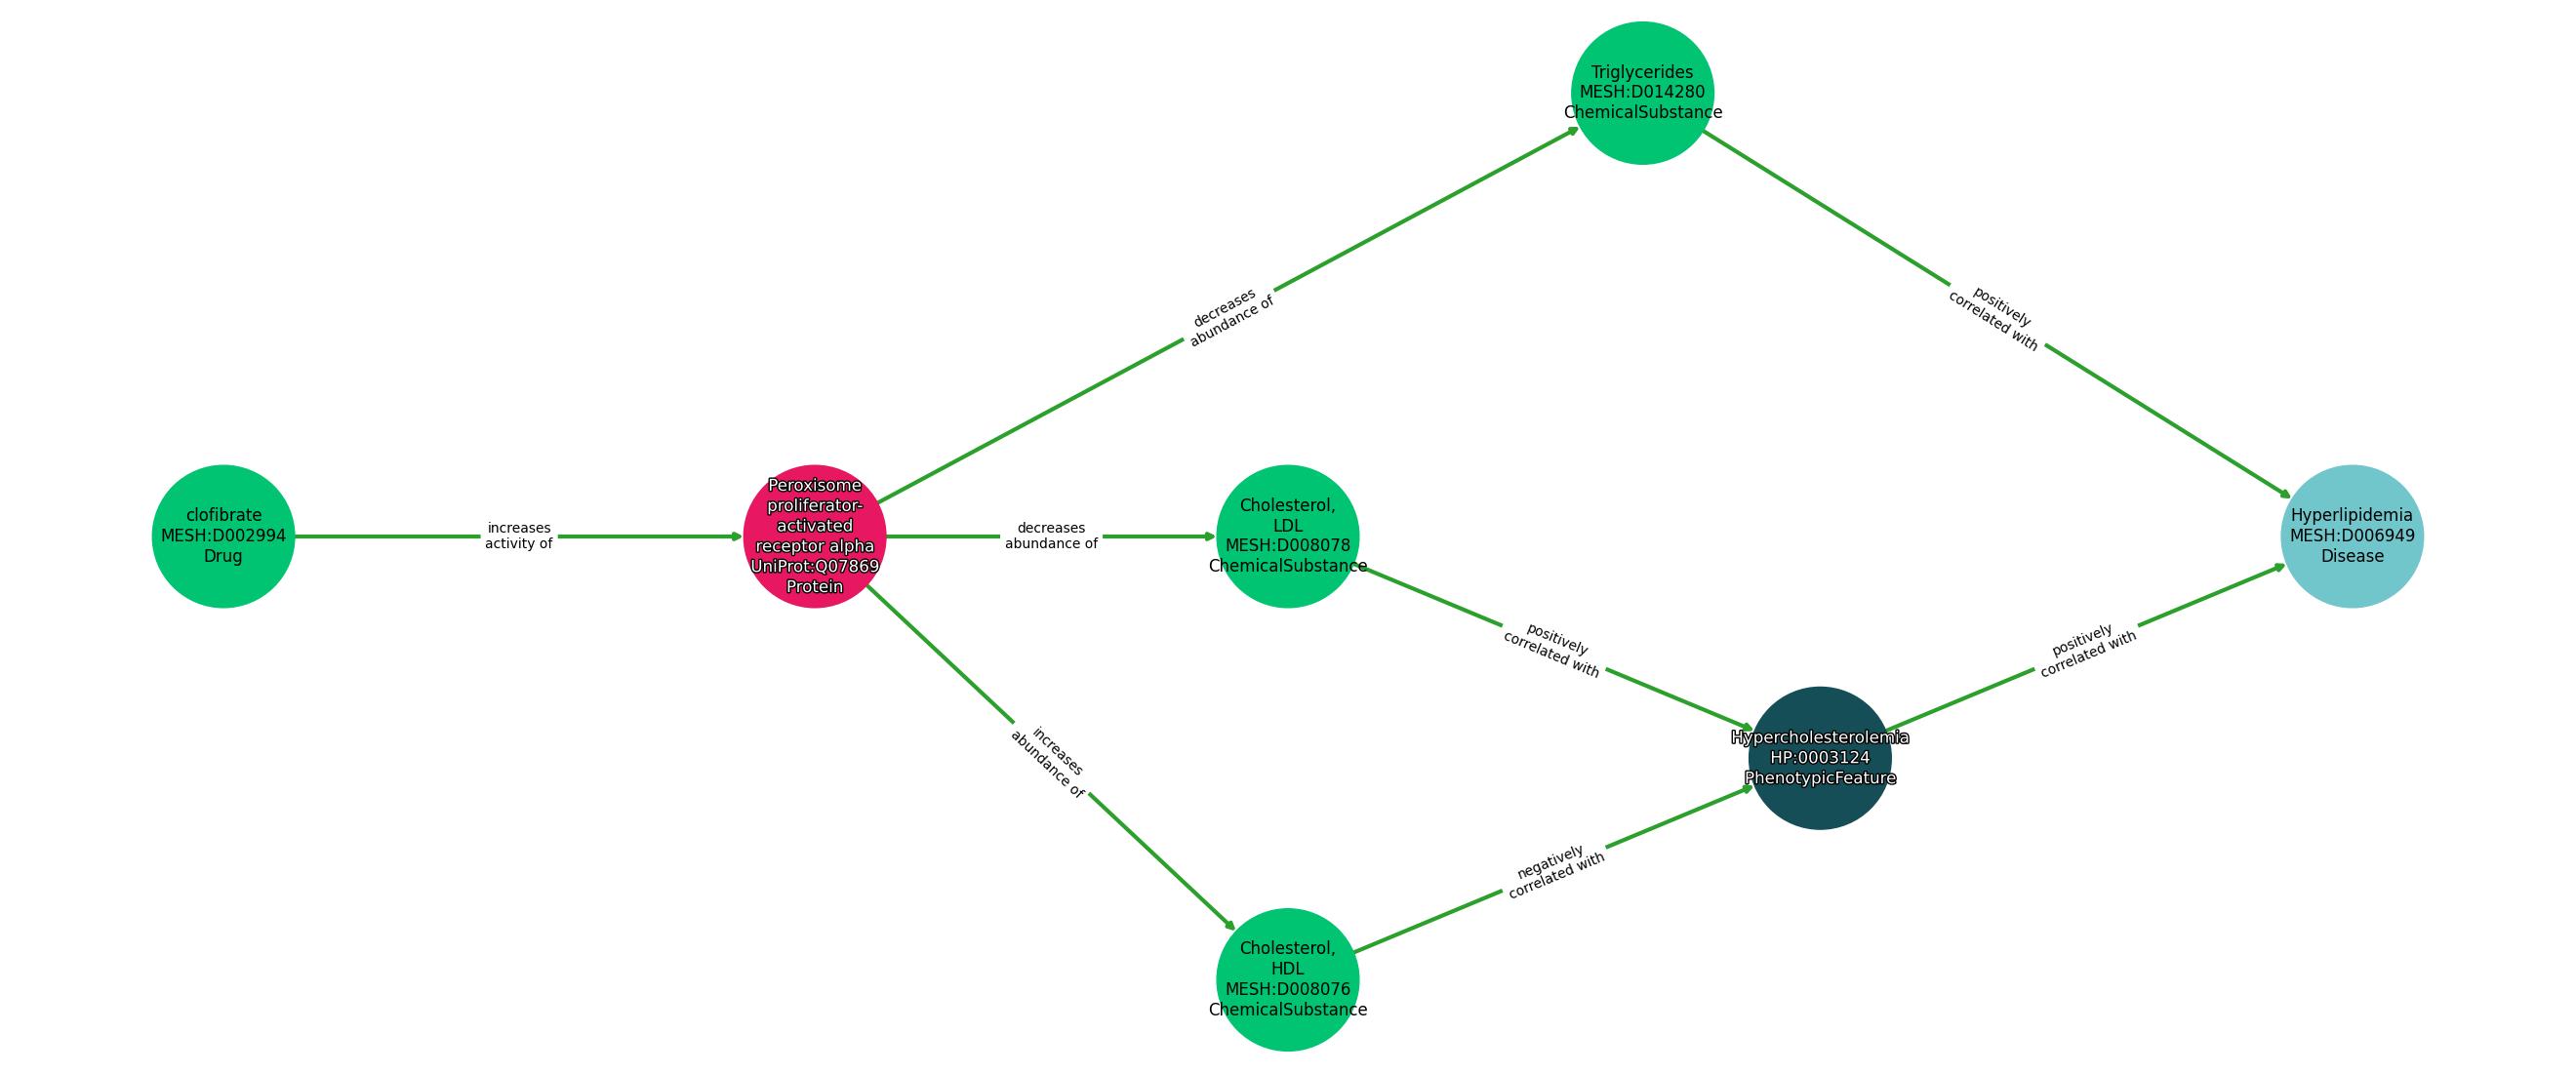 Triglycerides
MESH:D014280
ChemicalSubstance
decreases
abundance of
positively
correlated with
clofibrate
MESH:D002994
Drug
increases
activity of
Peroxisome
proliferator-
activated
receptor alpha
UniProt:Q07869
Protein
decreases
abundance of
Cholesterol,
LDL
MESH:D008078
ChemicalSubstance
Hyperlipidemia
MESH:D006949
Disease
positively
correlated with
positively
correlated with
increases
abundance of
Hypercholesterolemia
HP:0003124
PhenotypicFeature
negatively
correlated with
Cholesterol,
HDL
MESH:D008076
ChemicalSubstance